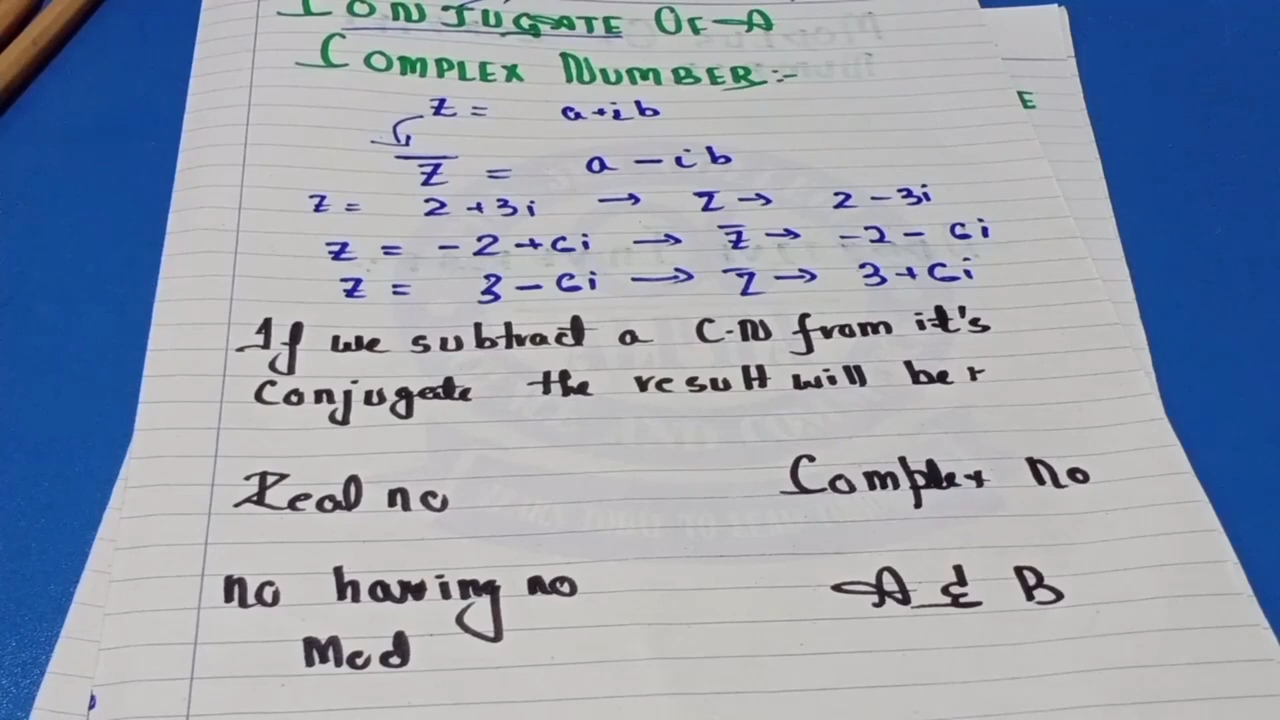 CONJUGATE OF A
COMPLEX NUMBER:-
z = a+ib
z̅ = a - ib
z = 2 + 3i → z̅ → 2 - 3i
z = -2 + 6i → z̅ → -2 - 6i
z = 3 - 6i → z̅ → 3 + 6i
If we subtract a C.N from it's
Conjugate the result will be
Real no
Complex no
no having no
Mod
A & B
E